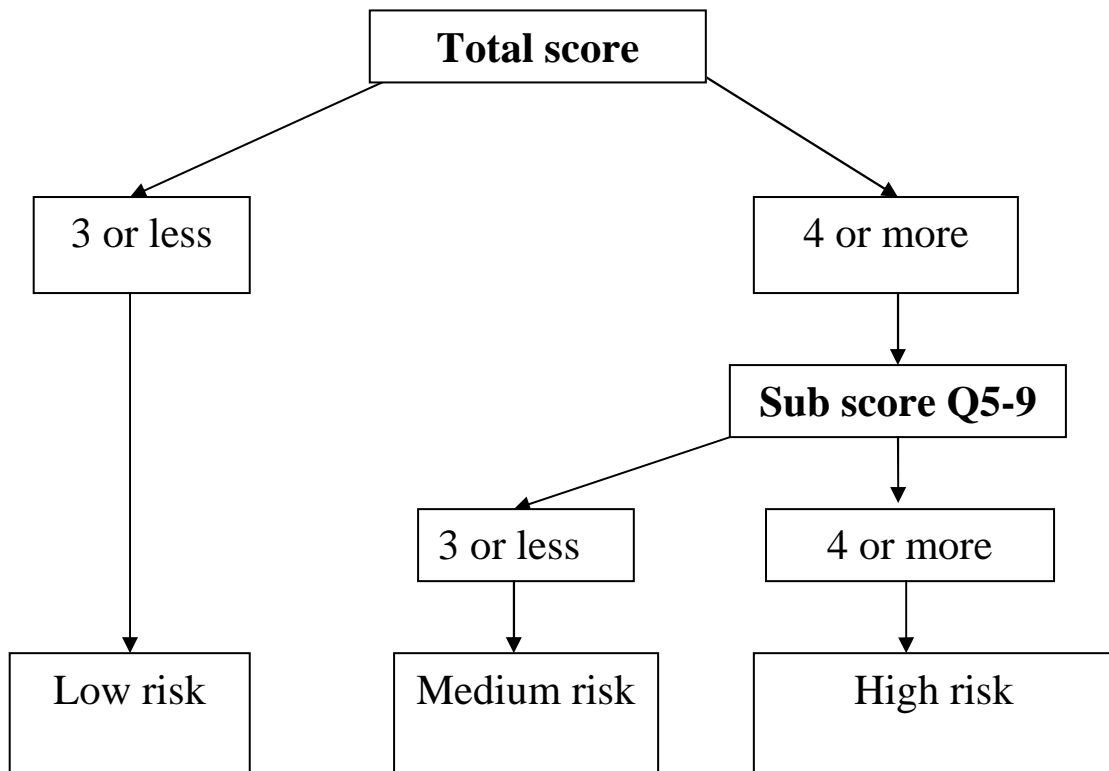 Total score
3 or less
4 or more
Sub score Q5-9
3 or less
4 or more
Low risk
Medium risk
High risk